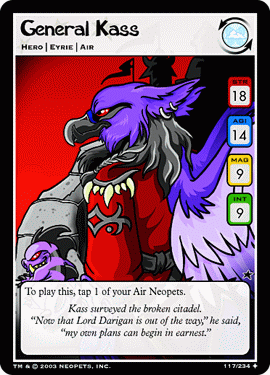 General Kass
Hero | Eyrie | Air
STR
18
AGI
14
MAG
9
INT
9
To play this, tap 1 of your Air Neopets.
Kass surveyed the broken citadel.
“Now that Lord Darigan is out of the way,” he said,
“my own plans can begin in earnest.”
TM & © 2003 NEOPETS, INC.
117/234